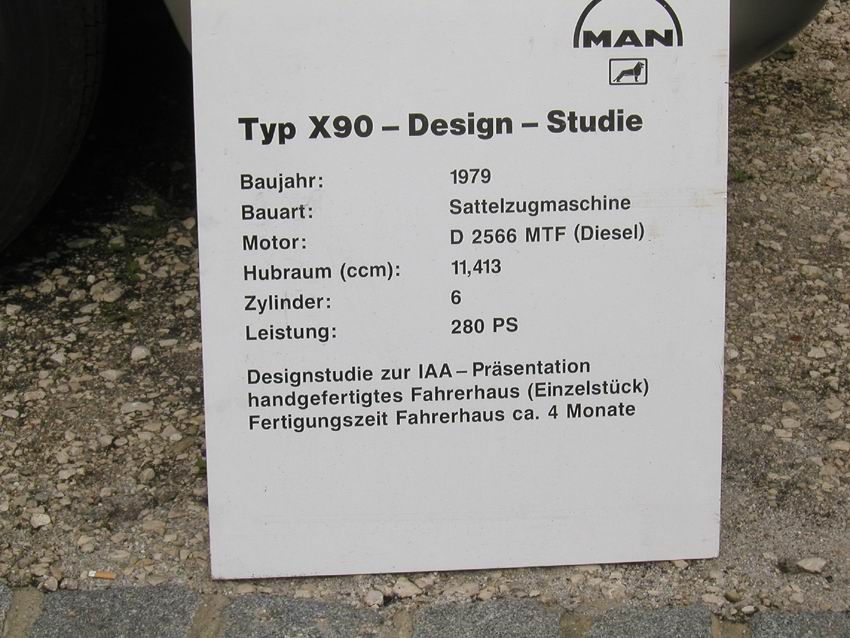 MAN
Typ X90 – Design – Studie
Baujahr: 1979
Bauart: Sattelzugmaschine
Motor: D 2566 MTF (Diesel)
Hubraum (ccm): 11,413
Zylinder: 6
Leistung: 280 PS
Designstudie zur IAA – Präsentation
handgefertigtes Fahrerhaus (Einzelstück)
Fertigungszeit Fahrerhaus ca. 4 Monate